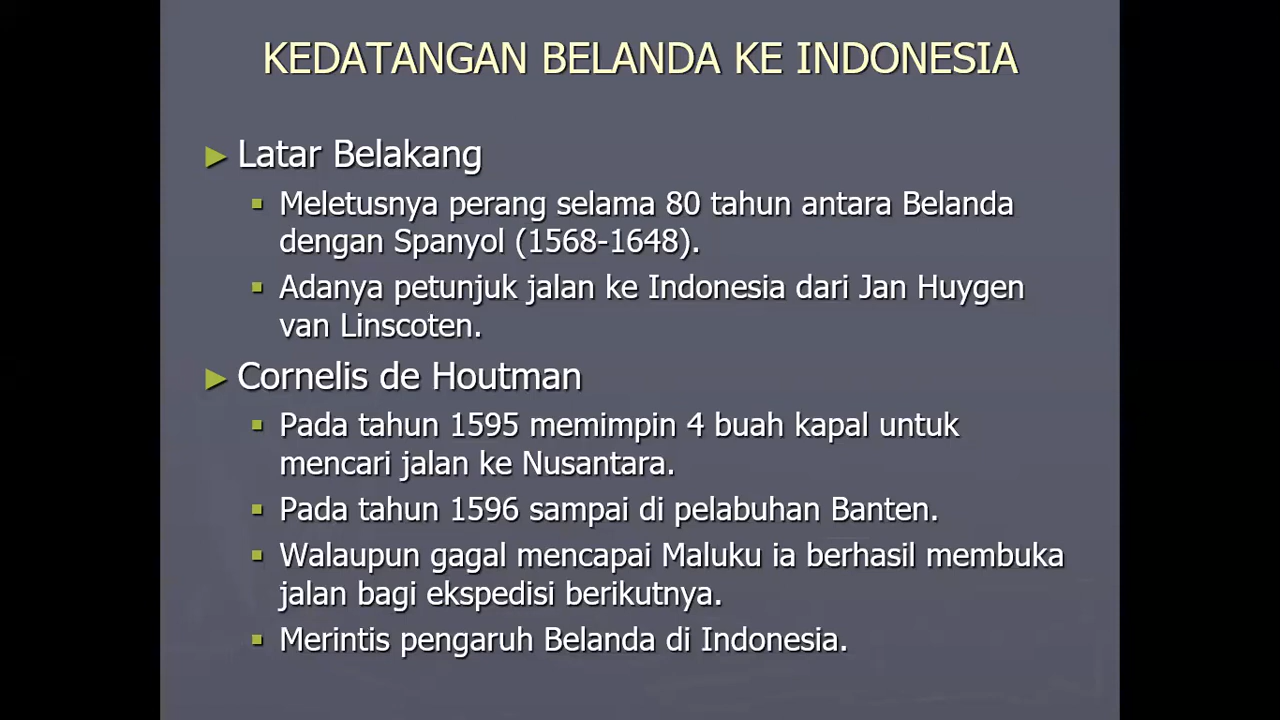 KEDATANGAN BELANDA KE INDONESIA
Latar Belakang
Meletusnya perang selama 80 tahun antara Belanda
dengan Spanyol (1568-1648).
Adanya petunjuk jalan ke Indonesia dari Jan Huygen
van Linscoten.
Cornelis de Houtman
Pada tahun 1595 memimpin 4 buah kapal untuk
mencari jalan ke Nusantara.
Pada tahun 1596 sampai di pelabuhan Banten.
Walaupun gagal mencapai Maluku ia berhasil membuka
jalan bagi ekspedisi berikutnya.
Merintis pengaruh Belanda di Indonesia.